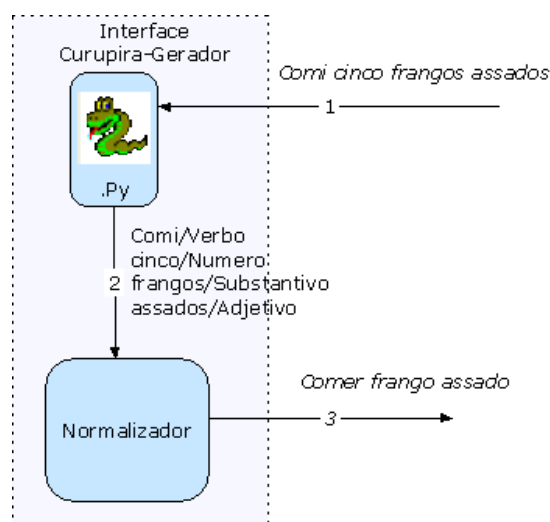 Interface
Curupira-Gerador
Comi cinco frangos assados
1
.Py
Comi/Verbo
cinco/Numero
2 frangos/Substantivo
assados/Adjetivo
Comer frango assado
Normalizador
3